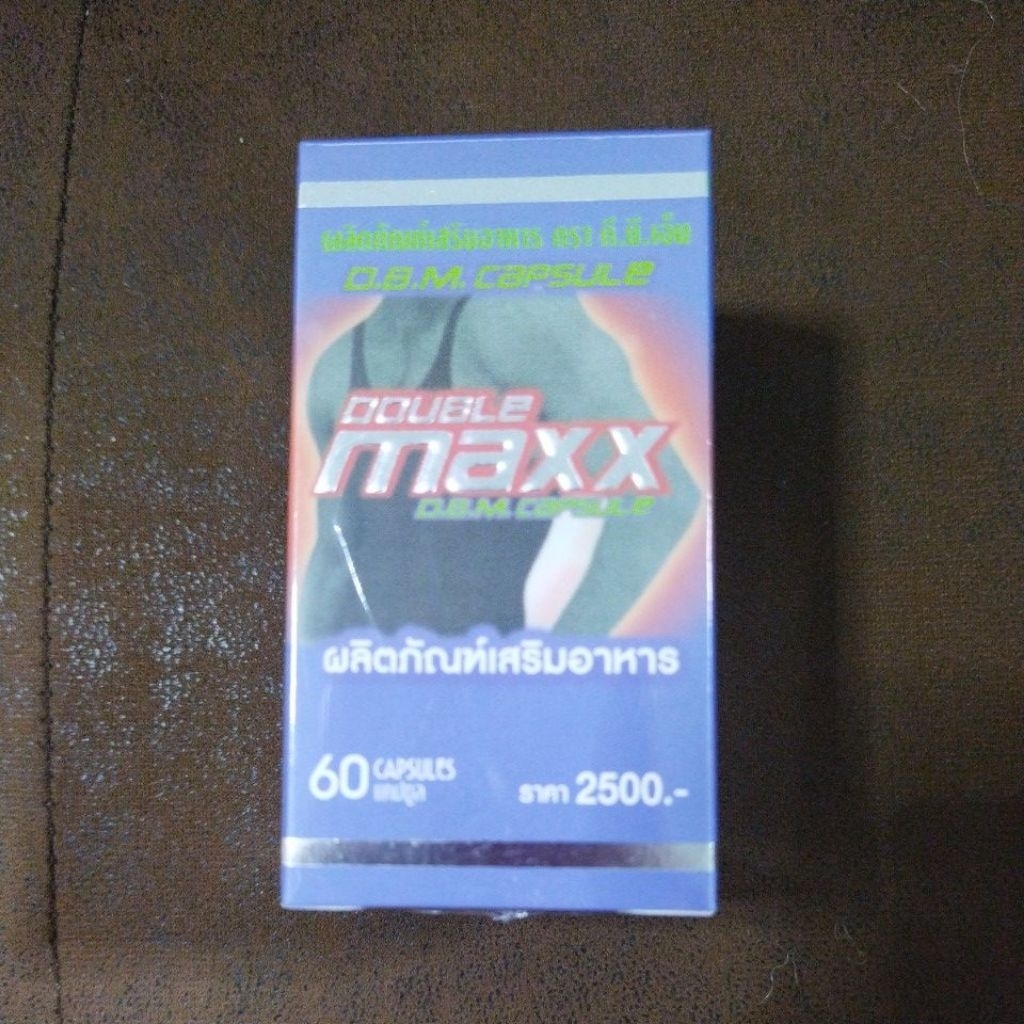 ผลิตภัณฑ์เสริมอาหาร ตรา ดี.บี.เอ็ม
D.B.M. CAPSULE
DOUBLE
maxx
D.B.M. CAPSULE
ผลิตภัณฑ์เสริมอาหาร
60 CAPSULES
แคปซูล
ราคา 2500.-